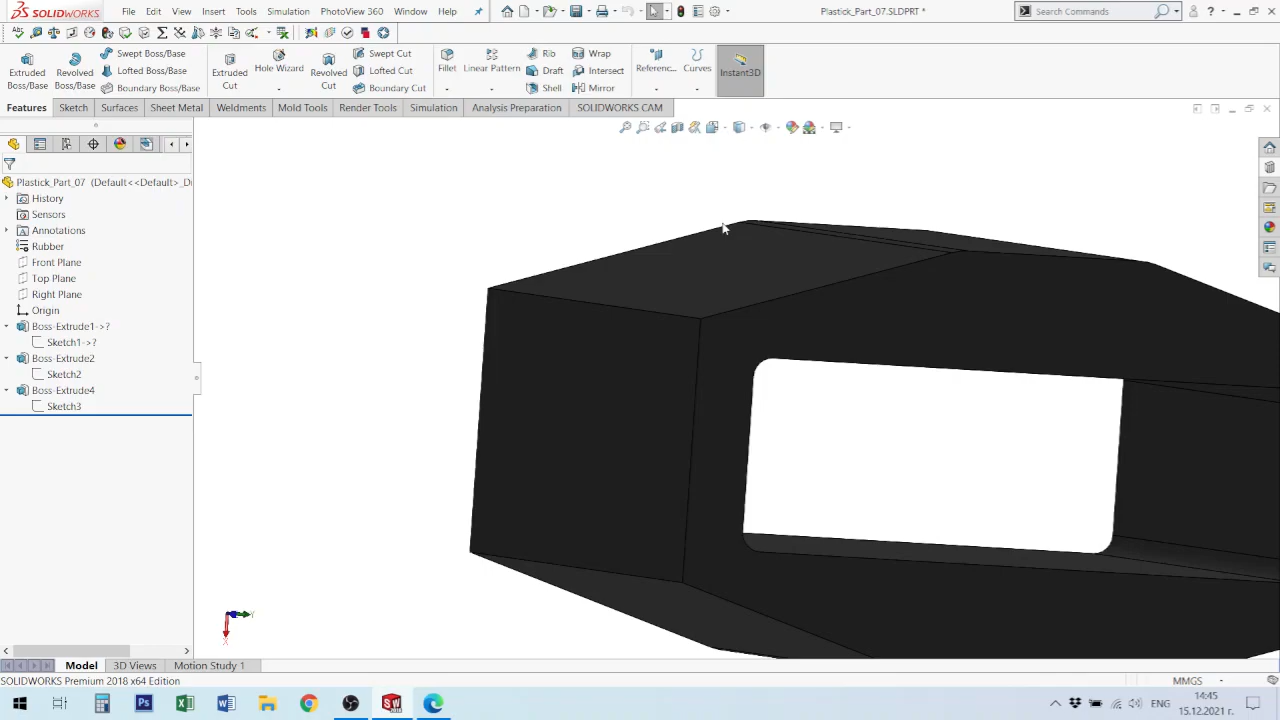 SOLIDWORKS File Edit View Insert Tools Simulation PhotoView 360 Window Help Plastick_Part_07.SLDPRT * Search Commands
Extruded Boss/Base
Revolved Boss/Base
Swept Boss/Base
Lofted Boss/Base
Boundary Boss/Base
Extruded Cut
Hole Wizard
Revolved Cut
Swept Cut
Lofted Cut
Boundary Cut
Fillet
Linear Pattern
Rib
Draft
Shell
Wrap
Intersect
Mirror
Referenc...
Curves
Instant3D
Features Sketch Surfaces Sheet Metal Weldments Mold Tools Render Tools Simulation Analysis Preparation SOLIDWORKS CAM
Plastick_Part_07 (Default<<Default>_Di
History
Sensors
Annotations
Rubber
Front Plane
Top Plane
Right Plane
Origin
Boss-Extrude1->?
Sketch1->?
Boss-Extrude2
Sketch2
Boss-Extrude4
Sketch3
Y
X
Model 3D Views Motion Study 1
SOLIDWORKS Premium 2018 x64 Edition MMGS
ENG 14:45
15.12.2021 г.